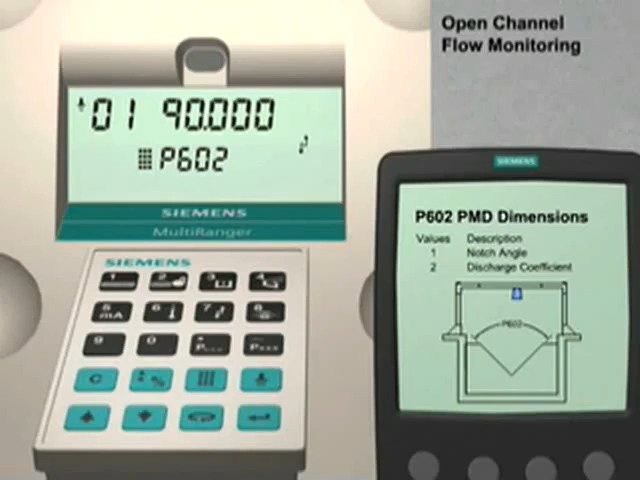 Open Channel
Flow Monitoring
01 90.000
P602
SIEMENS
MultiRanger
SIEMENS
P602 PMD Dimensions
Values Description
1 Notch Angle
2 Discharge Coefficient
P602
SIEMENS
1 2 3 4
5 6 7 8
mA
9 0 P... P...
C